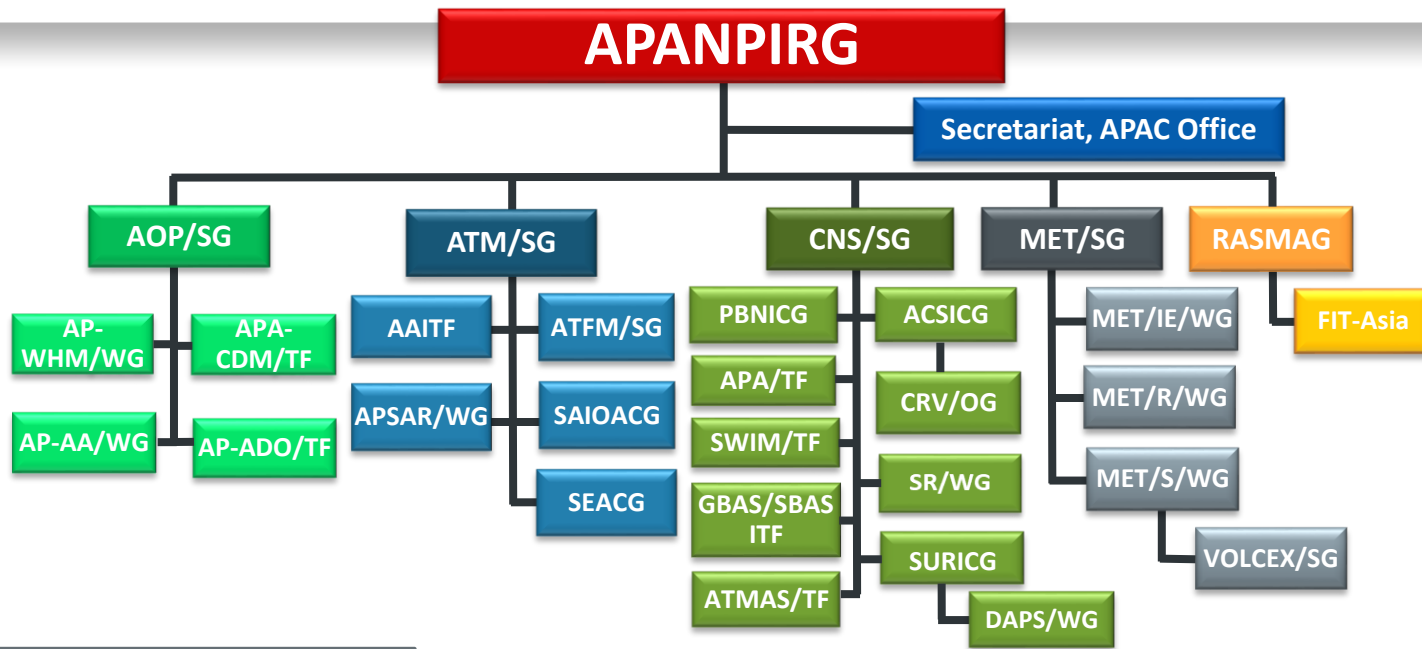 APANPIRG
Secretariat, APAC Office
AOP/SG
ATM/SG
CNS/SG
MET/SG
RASMAG
AP-
WHM/WG
APA-
CDM/TF
AP-AA/WG
AP-ADO/TF
AAITF
ATFM/SG
APSAR/WG
SAIOACG
SEACG
PBNICG
ACSICG
APA/TF
CRV/OG
SWIM/TF
SR/WG
GBAS/SBAS
ITF
SURICG
ATMAS/TF
DAPS/WG
MET/IE/WG
MET/R/WG
MET/S/WG
VOLCEX/SG
FIT-Asia